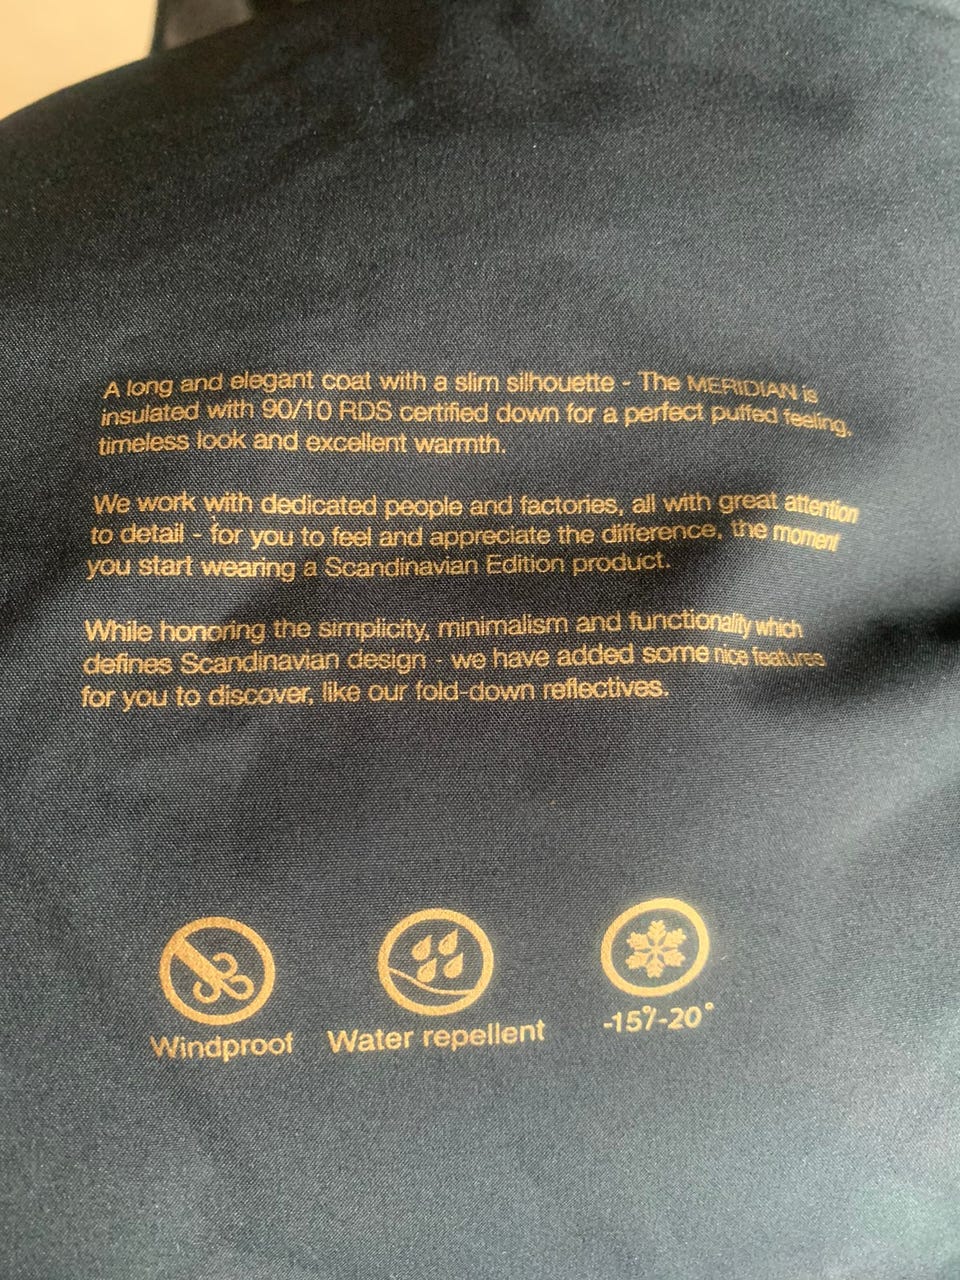 A long and elegant coat with a slim silhouette - The MERIDIAN is
insulated with 90/10 RDS certified down for a perfect puffed feeling,
timeless look and excellent warmth.
We work with dedicated people and factories, all with great attention
to detail - for you to feel and appreciate the difference, the moment
you start wearing a Scandinavian Edition product.
While honoring the simplicity, minimalism and functionality which
defines Scandinavian design - we have added some nice features
for you to discover, like our fold-down reflectives.
Windproof
Water repellent
-15°/-20°